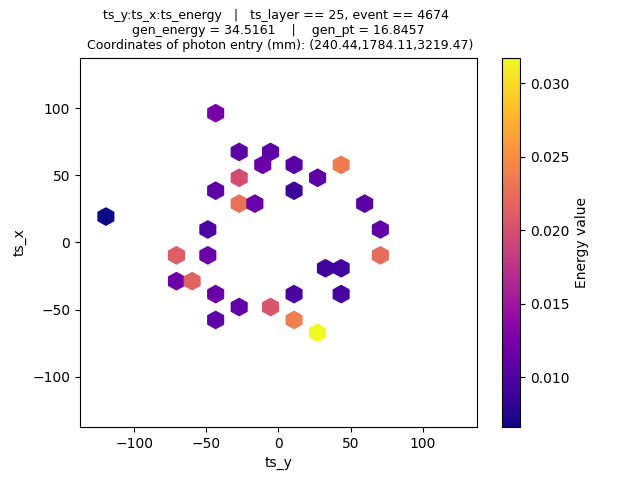 ts_y:ts_x:ts_energy | ts_layer == 25, event == 4674
gen_energy = 34.5161 | gen_pt = 16.8457
Coordinates of photon entry (mm): (240.44,1784.11,3219.47)
100
50
0
−50
−100
ts_x
−100
−50
0
50
100
ts_y
0.030
0.025
0.020
0.015
0.010
Energy value